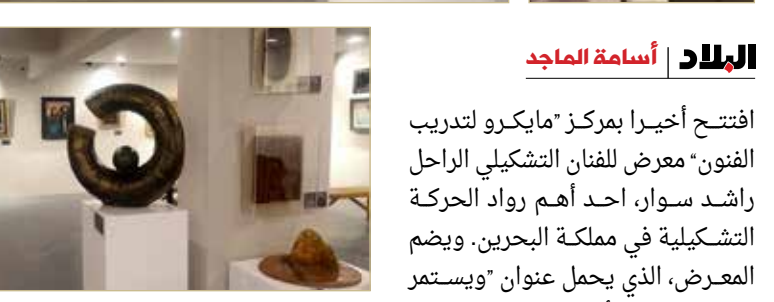 البلاد | أسامة الماجد
افتتح أخيرا بمركز "مايكرو لتدريب
الفنون" معرض للفنان التشكيلي الراحل
راشد سوار، احد أهم رواد الحركة
التشكيلية في مملكة البحرين. ويضم
المعرض، الذي يحمل عنوان "ويستمر